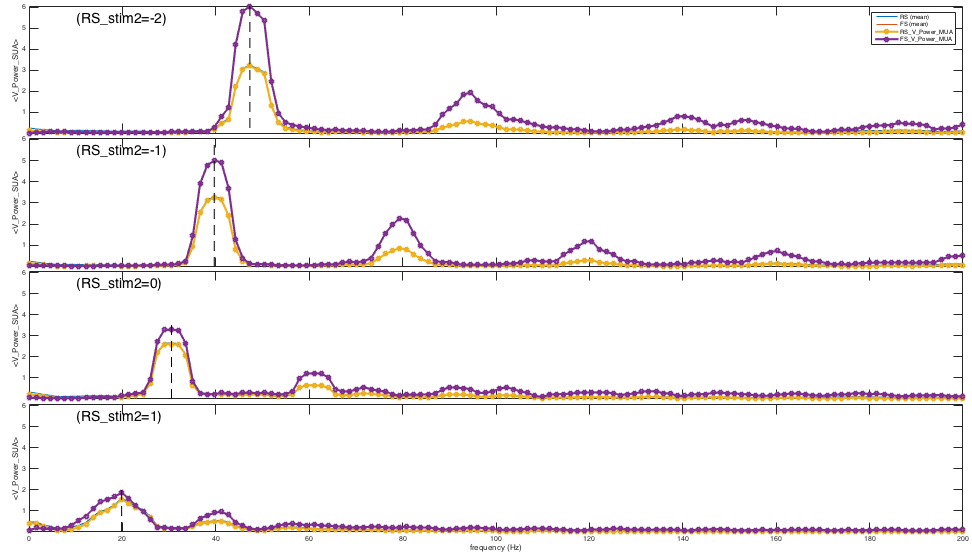 (RS_stim2=-2)
RS (mean)
FS (mean)
RS_V_Power_MUA
FS_V_Power_MUA
<V_Power_SUA>
6
5
4
3
2
1
(RS_stim2=-1)
<V_Power_SUA>
6
5
4
3
2
1
(RS_stim2=0)
<V_Power_SUA>
6
5
4
3
2
1
(RS_stim2=1)
<V_Power_SUA>
6
5
4
3
2
1
0 20 40 60 80 100 120 140 160 180 200
frequency (Hz)